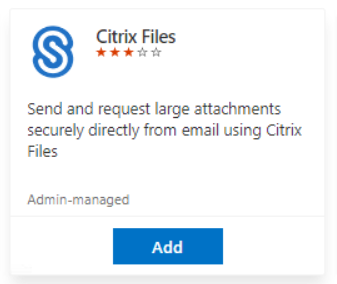 Citrix Files
Send and request large attachments
securely directly from email using Citrix
Files
Admin-managed
Add